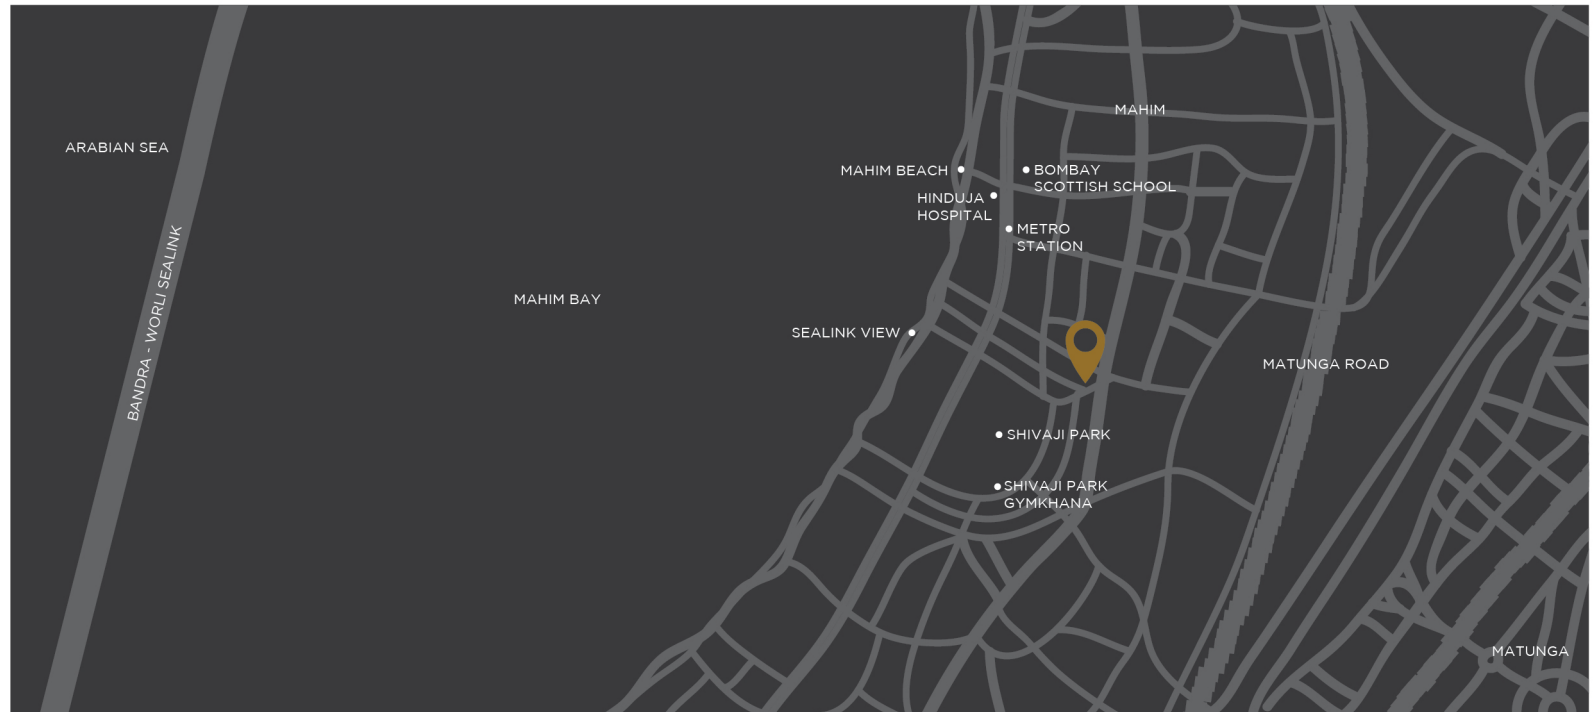 MAHIM
ARABIAN SEA
MAHIM BEACH
BOMBAY
SCOTTISH SCHOOL
HINDUJA
HOSPITAL
METRO
STATION
BANDRA - WORLI SEALINK
MAHIM BAY
SEALINK VIEW
MATUNGA ROAD
SHIVAJI PARK
SHIVAJI PARK
GYMKHANA
MATUNGA